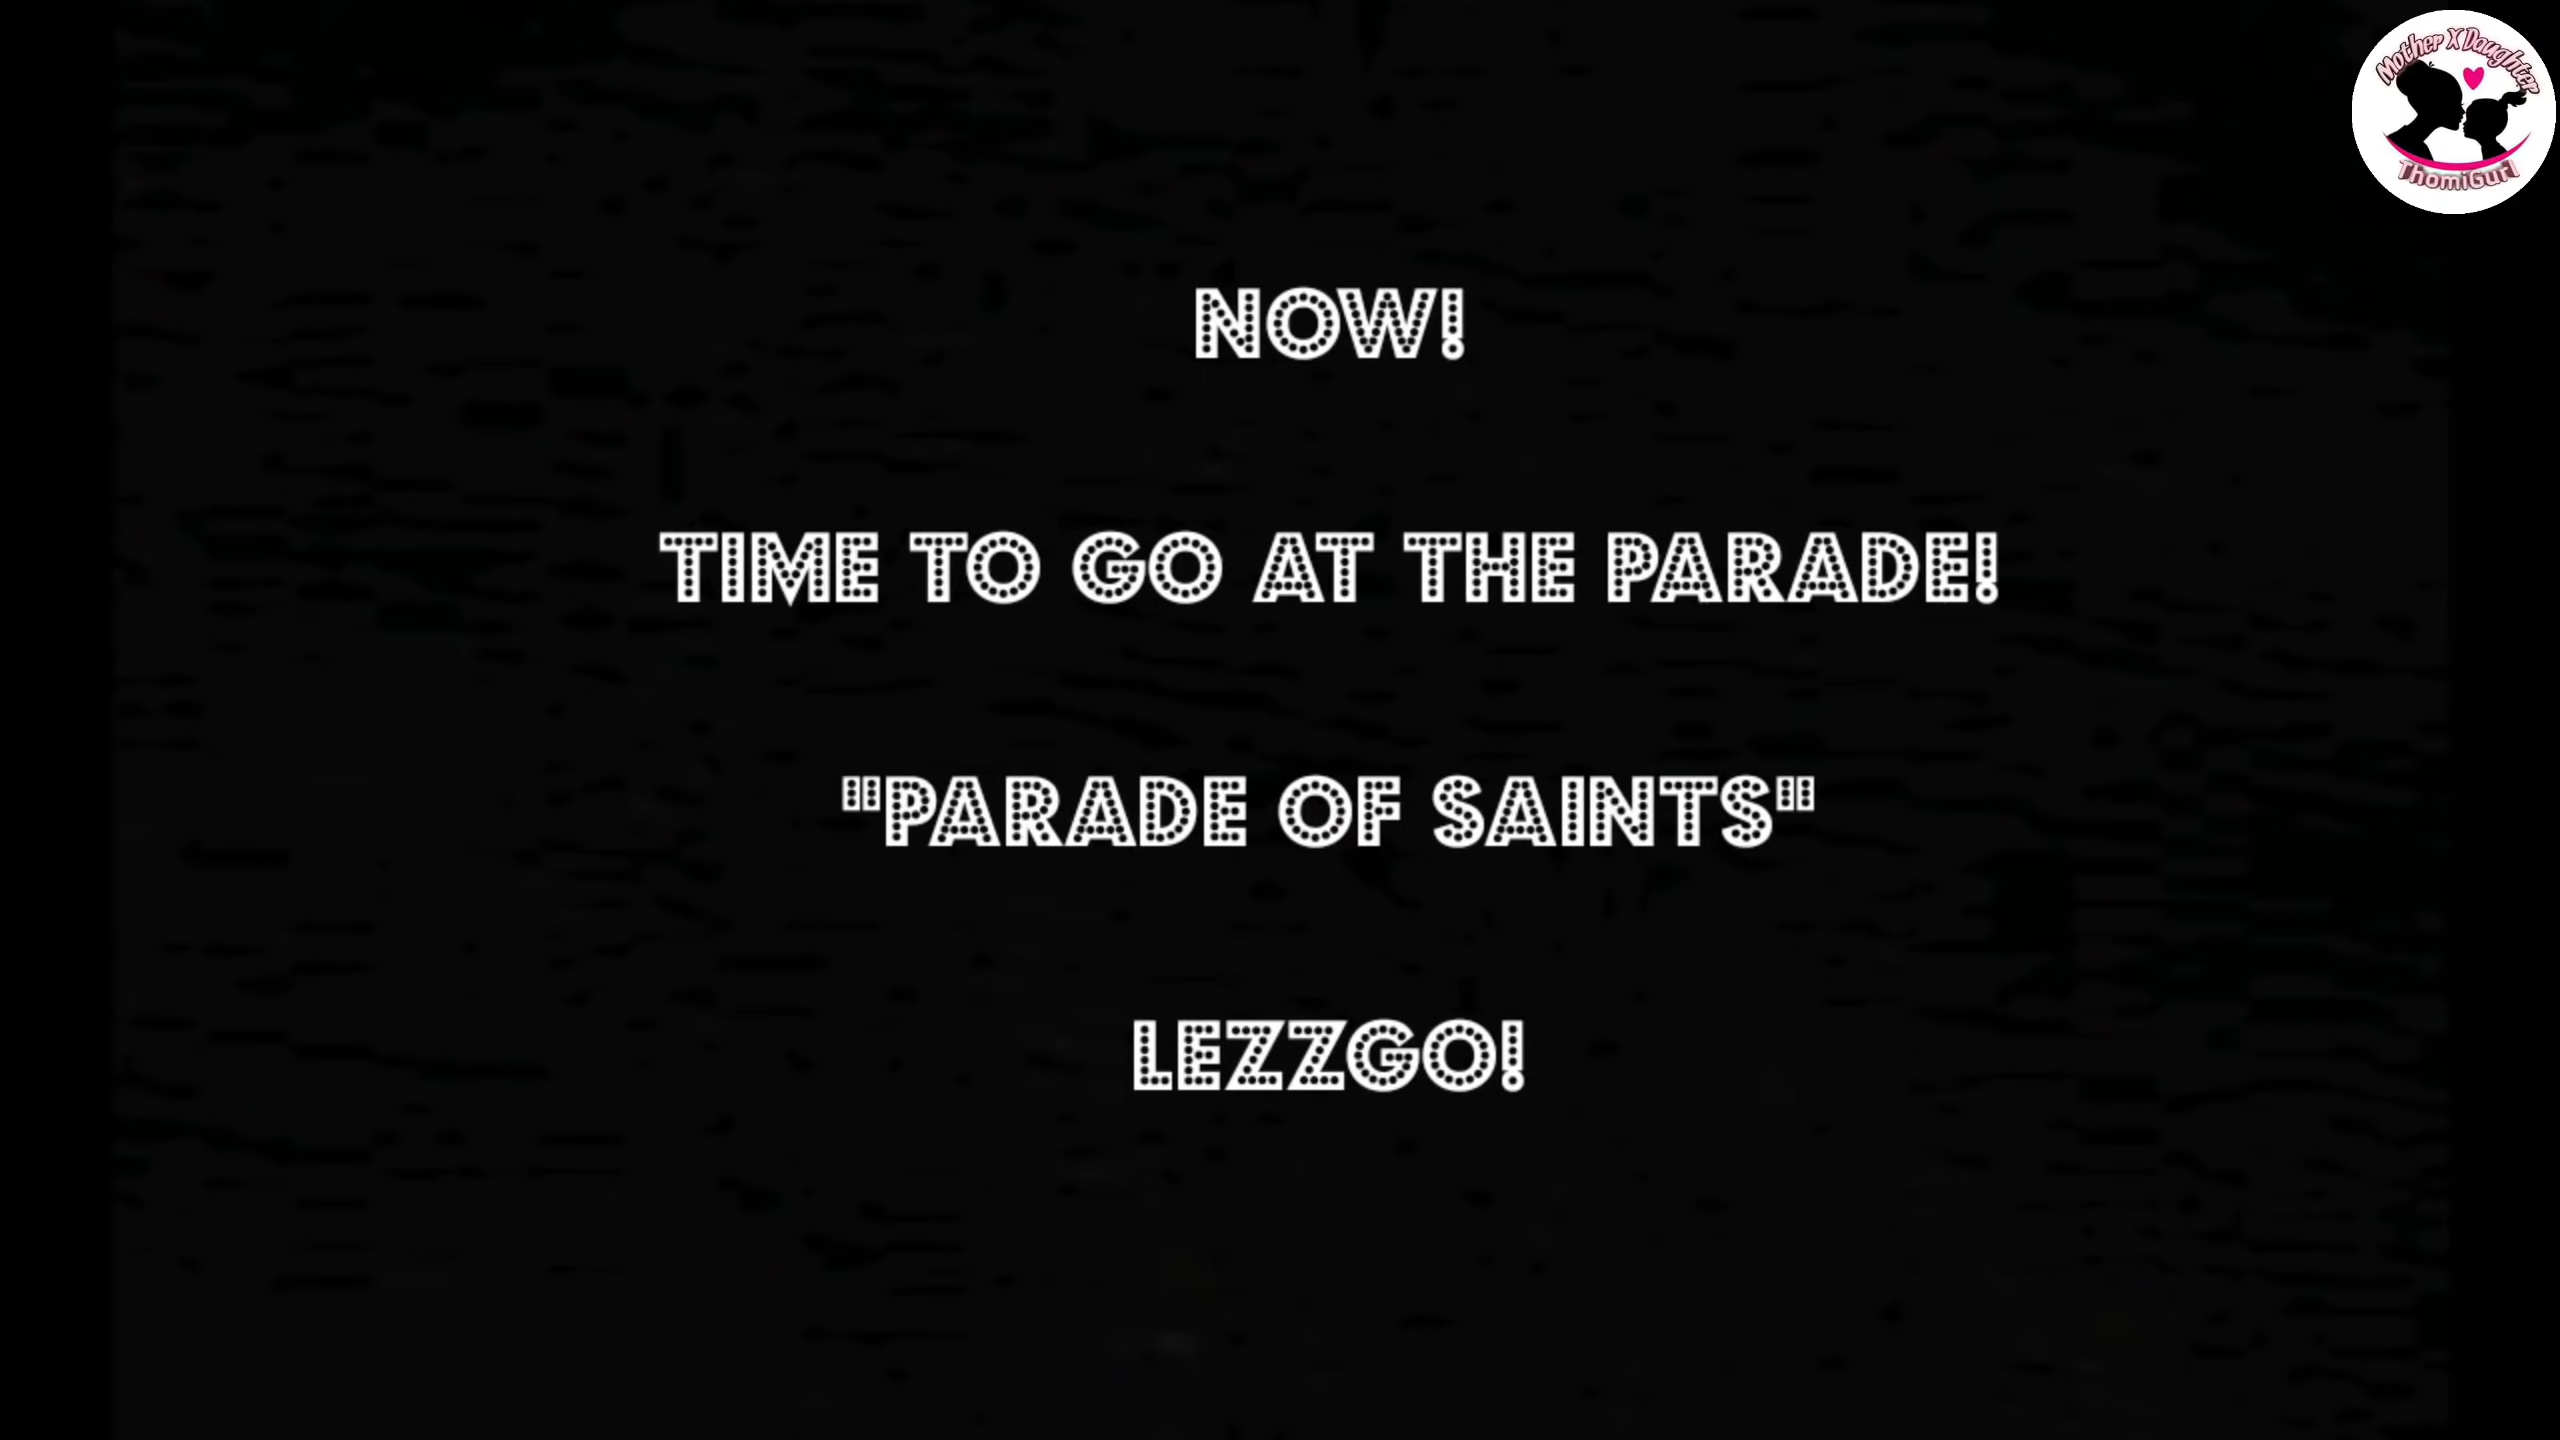 Mother X Daughter
ThomiGurl
NOW!
TIME TO GO AT THE PARADE!
"PARADE OF SAINTS"
LEZZGO!